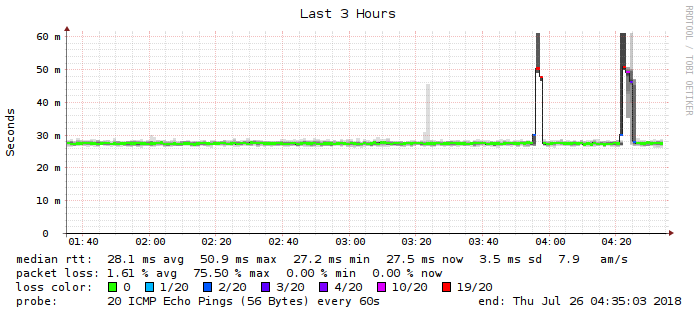 Last 3 Hours
RRDTOOL / TOBI OETIKER
Seconds
60 m
50 m
40 m
30 m
20 m
10 m
0
01:40 02:00 02:20 02:40 03:00 03:20 03:40 04:00 04:20
median rtt: 28.1 ms avg 50.9 ms max 27.2 ms min 27.5 ms now 3.5 ms sd 7.9 am/s
packet loss: 1.61 % avg 75.50 % max 0.00 % min 0.00 % now
loss color: 0 1/20 2/20 3/20 4/20 10/20 19/20
probe: 20 ICMP Echo Pings (56 Bytes) every 60s end: Thu Jul 26 04:35:03 2018